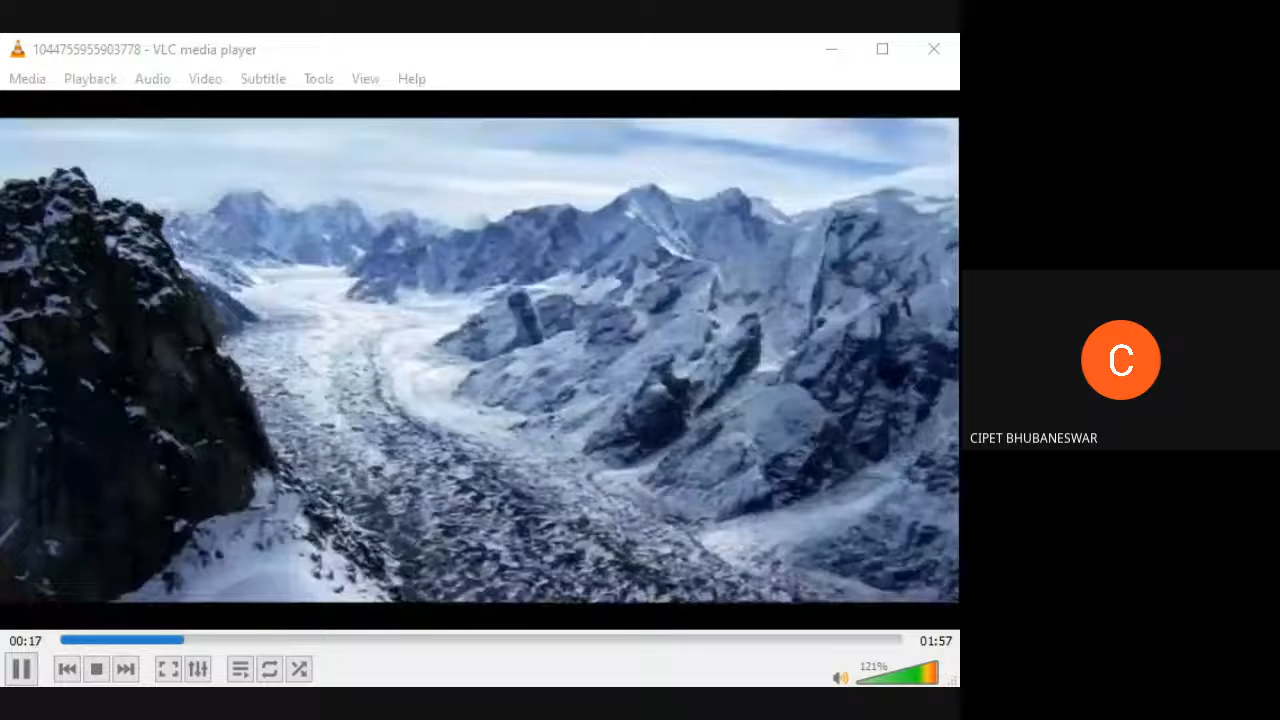 1044755955903778 - VLC media player
Media Playback Audio Video Subtitle Tools View Help
C
CIPET BHUBANESWAR
00:17
01:57
121%